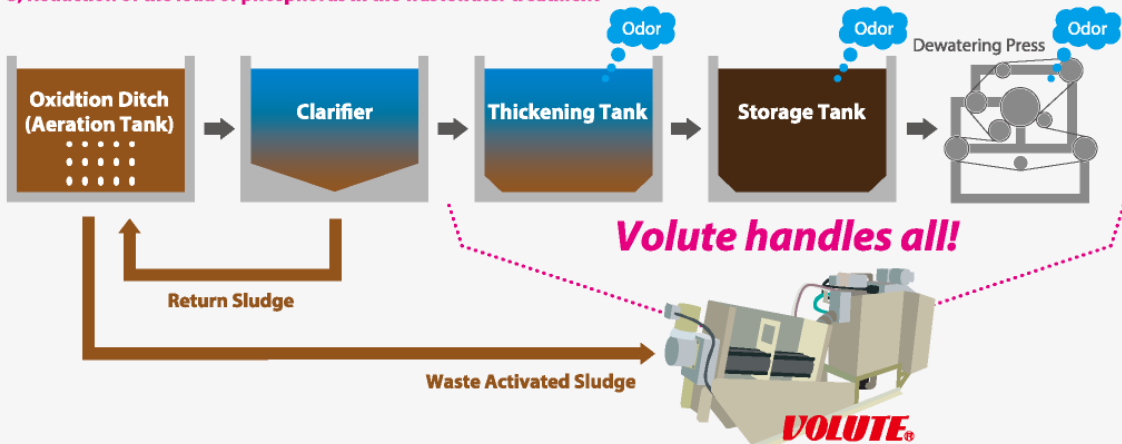 Odor
Odor
Odor
Dewatering Press
Oxidtion Ditch
(Aeration Tank)
Clarifier
Thickening Tank
Storage Tank
Volute handles all!
Return Sludge
Waste Activated Sludge
VOLUTE®